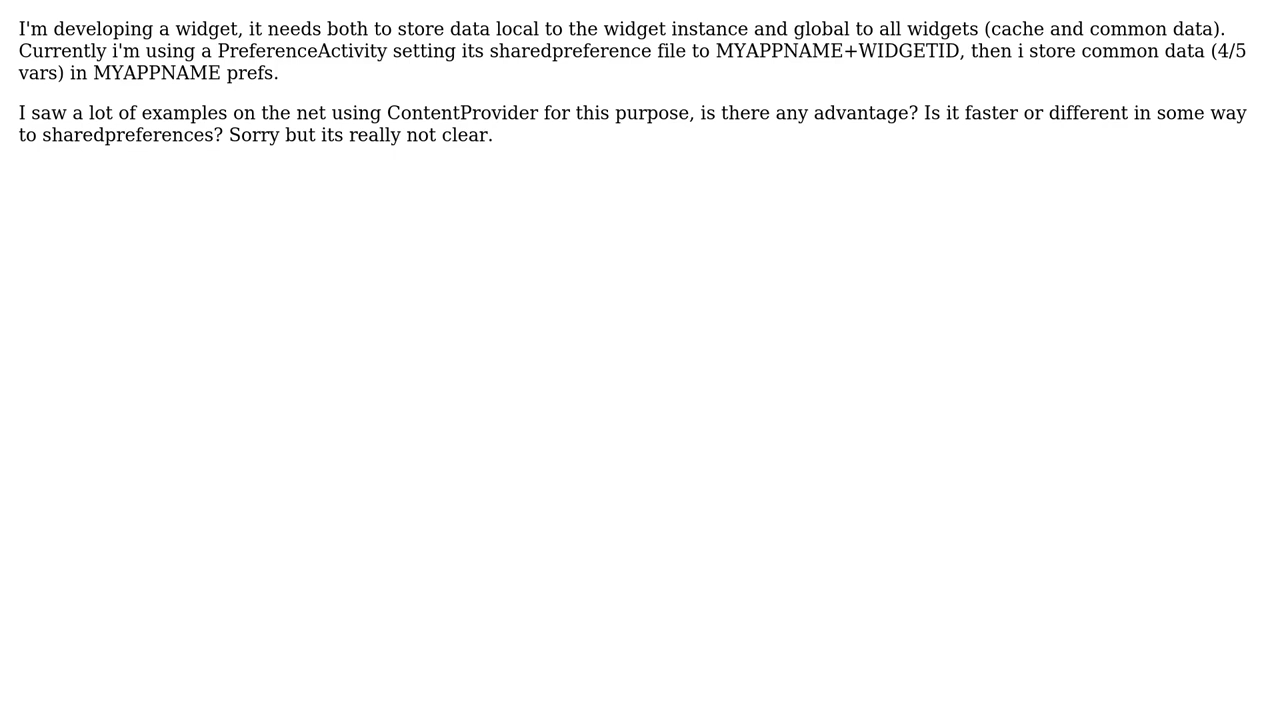 I'm developing a widget, it needs both to store data local to the widget instance and global to all widgets (cache and common data).
Currently i'm using a PreferenceActivity setting its sharedpreference file to MYAPPNAME+WIDGETID, then i store common data (4/5
vars) in MYAPPNAME prefs.
I saw a lot of examples on the net using ContentProvider for this purpose, is there any advantage? Is it faster or different in some way
to sharedpreferences? Sorry but its really not clear.